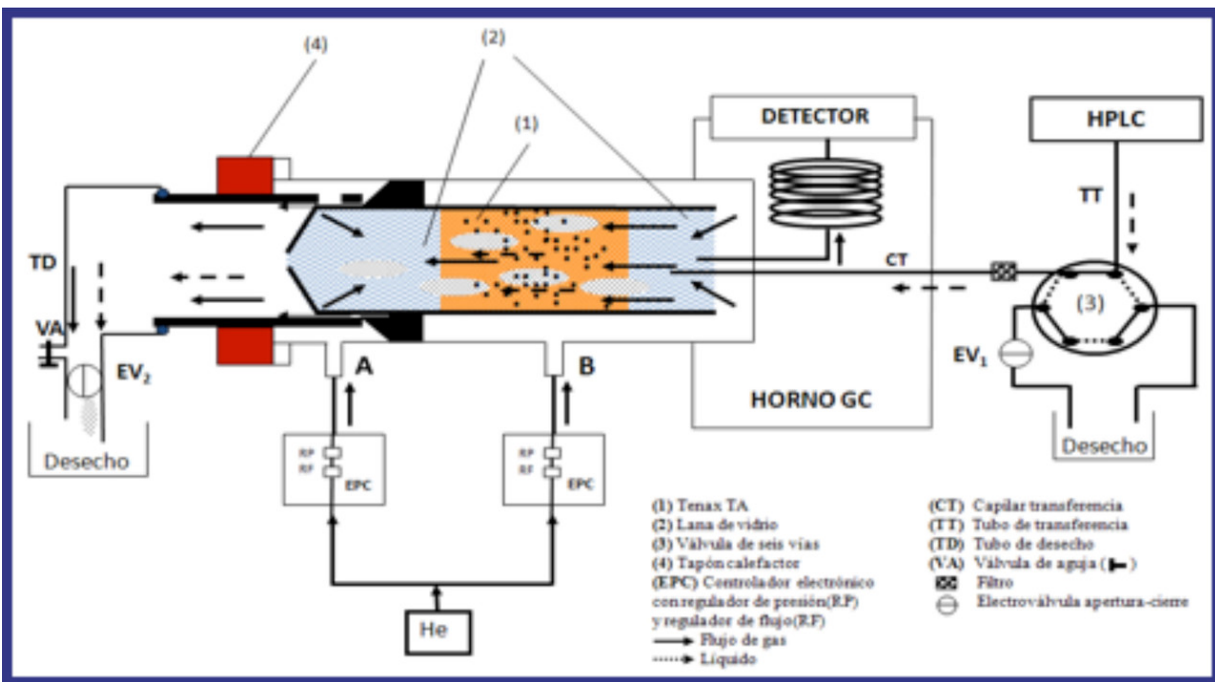 (4)
(2)
(1)
DETECTOR
HPLC
TT
TD
CT
(3)
VA
EV₂
EV₁
A
B
HORNO GC
Desecho
Desecho
RP
RF
EPC
RP
RF
EPC
He
(1) Tenax TA
(2) Lana de vidrio
(3) Válvula de seis vías
(4) Tapón calefactor
(EPC) Controlador electrónico
con regulador de presión(RP)
y regulador de flujo(RF)
Flujo de gas
Líquido
(CT) Capilar transferencia
(TT) Tubo de transferencia
(TD) Tubo de desecho
(VA) Válvula de aguja ( )
Filtro
Electroválvula apertura-cierre